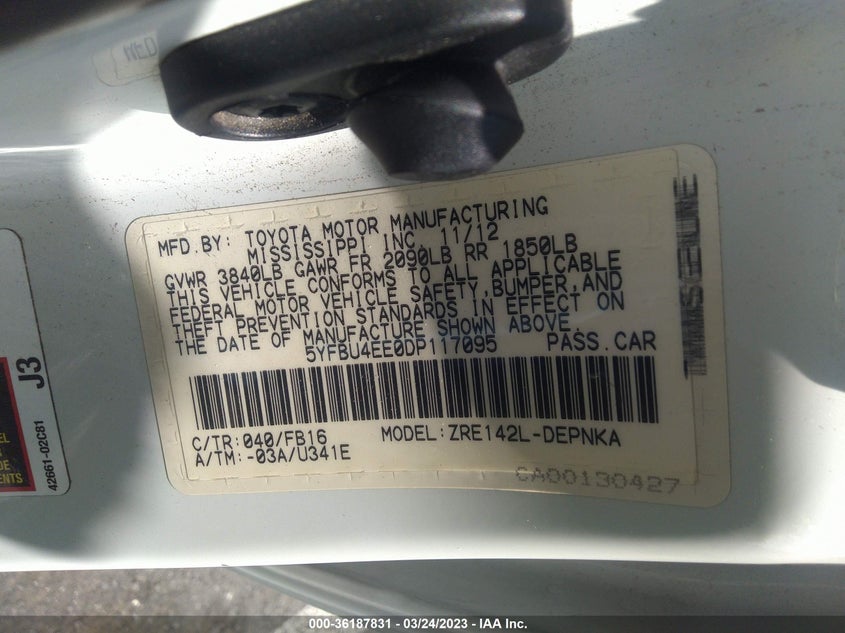 MFD.BY: TOYOTA MOTOR MANUFACTURING
MISSISSIPPI INC. 11/12
GVWR 3840LB GAWR FR 2090LB RR 1850LB
THIS VEHICLE CONFORMS TO ALL APPLICABLE
FEDERAL MOTOR VEHICLE SAFETY,BUMPER,AND
THEFT PREVENTION STANDARDS IN EFFECT ON
THE DATE OF MANUFACTURE SHOWN ABOVE.
5YFBU4EE0DP117095 PASS.CAR
C/TR:040/FB16 MODEL:ZRE142L-DEPNKA
A/TM:-03A/U341E
CA00130427
J3
42661-02C81
000-36187831 - 03/24/2023 - IAA Inc.